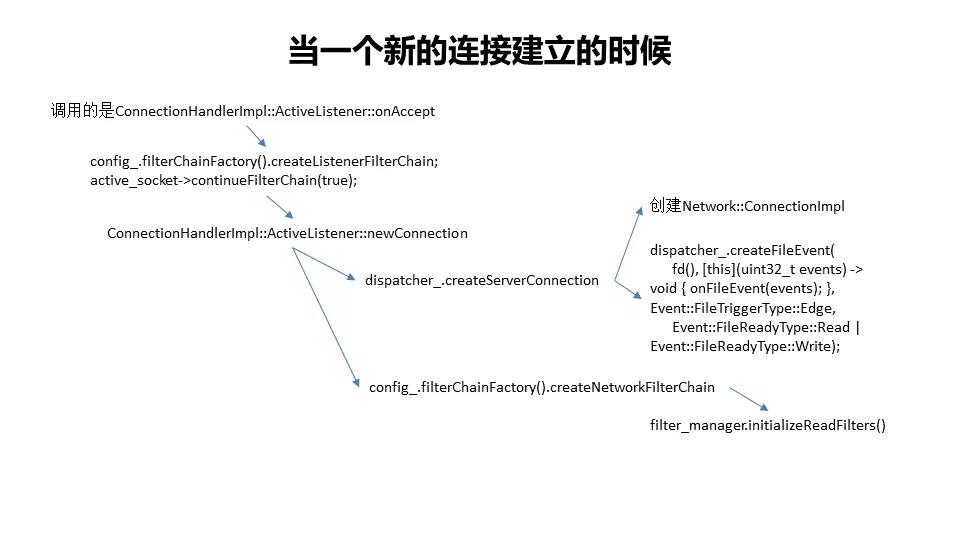 当一个新的连接建立的时候
调用的是ConnectionHandlerImpl::ActiveListener::onAccept
config_.filterChainFactory().createListenerFilterChain;
active_socket->continueFilterChain(true);
ConnectionHandlerImpl::ActiveListener::newConnection
dispatcher_.createServerConnection
创建Network::ConnectionImpl
dispatcher_.createFileEvent(
fd(), [this](uint32_t events) ->
void { onFileEvent(events); },
Event::FileTriggerType::Edge,
Event::FileReadyType::Read |
Event::FileReadyType::Write);
config_.filterChainFactory().createNetworkFilterChain
filter_manager.initializeReadFilters()